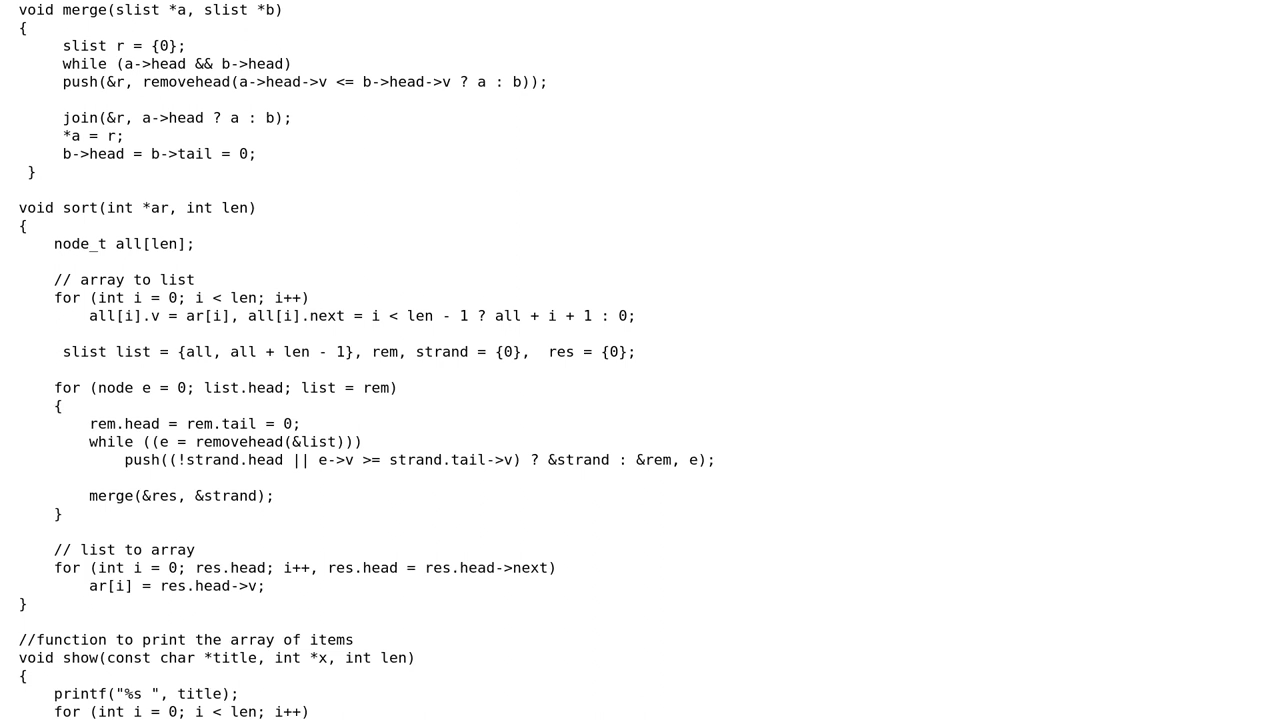 void merge(slist *a, slist *b)
{
     slist r = {0};
     while (a->head && b->head)
     push(&r, removehead(a->head->v <= b->head->v ? a : b));

     join(&r, a->head ? a : b);
     *a = r;
     b->head = b->tail = 0;
 }

void sort(int *ar, int len)
{
    node_t all[len];

    // array to list
    for (int i = 0; i < len; i++)
        all[i].v = ar[i], all[i].next = i < len - 1 ? all + i + 1 : 0;

     slist list = {all, all + len - 1}, rem, strand = {0},  res = {0};

    for (node e = 0; list.head; list = rem)
    {
        rem.head = rem.tail = 0;
        while ((e = removehead(&list)))
            push((!strand.head || e->v >= strand.tail->v) ? &strand : &rem, e);

        merge(&res, &strand);
    }

    // list to array
    for (int i = 0; res.head; i++, res.head = res.head->next)
        ar[i] = res.head->v;
}

//function to print the array of items
void show(const char *title, int *x, int len)
{
    printf("%s ", title);
    for (int i = 0; i < len; i++)